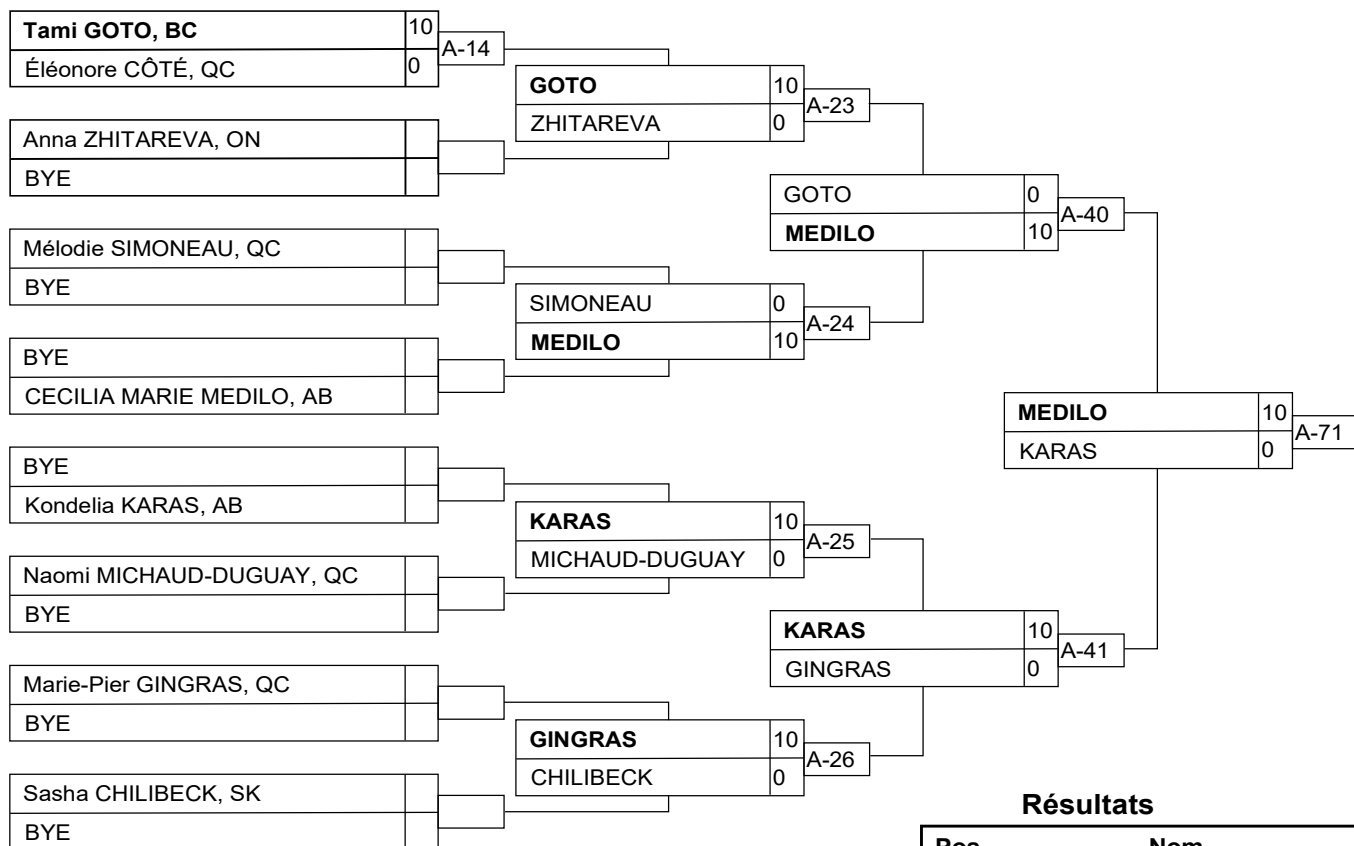 Tami GOTO, BC 10
A-14
Éléonore CÔTÉ, QC 0
GOTO 10
A-23
ZHITAREVA 0
Anna ZHITAREVA, ON
BYE
GOTO 0
A-40
MEDILO 10
Mélodie SIMONEAU, QC
BYE
SIMONEAU 0
A-24
MEDILO 10
BYE
CECILIA MARIE MEDILO, AB
MEDILO 10
A-71
KARAS 0
BYE
Kondelia KARAS, AB
KARAS 10
A-25
MICHAUD-DUGUAY 0
Naomi MICHAUD-DUGUAY, QC
BYE
KARAS 10
A-41
GINGRAS 0
Marie-Pier GINGRAS, QC
BYE
GINGRAS 10
A-26
CHILIBECK 0
Sasha CHILIBECK, SK
BYE
Résultats
Pos Nom